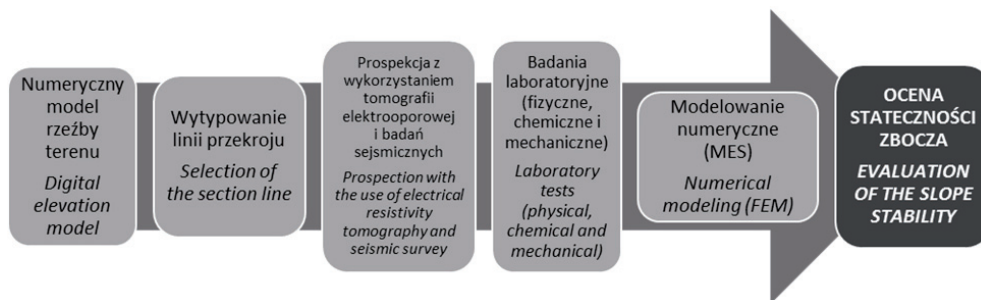 Numeryczny
model
rzeźby
terenu
Digital
elevation
model
Wytypowanie
linii przekroju
Selection of
the section line
Prospekcja z
wykorzystaniem
tomografii
elektrooporowej
i badań
sejsmicznych
Prospection with
the use of electrical
resistivity
tomography and
seismic survey
Badania
laboratoryjne
(fizyczne,
chemiczne i
mechaniczne)
Laboratory
tests
(physical,
chemical and
mechanical)
Modelowanie
numeryczne
(MES)
Numerical
modeling (FEM)
OCENA
STATECZNOŚCI
ZBOCZA
EVALUATION
OF THE SLOPE
STABILITY